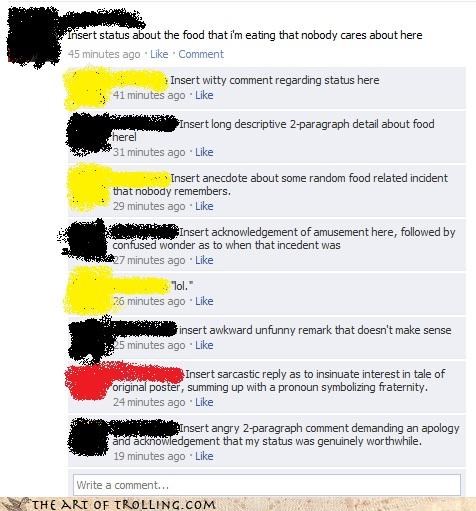 Insert status about the food that i'm eating that nobody cares about here
45 minutes ago · Like · Comment
Insert witty comment regarding status here
41 minutes ago · Like
Insert long descriptive 2-paragraph detail about food
here!
31 minutes ago · Like
Insert anecdote about some random food related incident
that nobody remembers.
29 minutes ago · Like
Insert acknowledgement of amusement here, followed by
confused wonder as to when that incedent was
27 minutes ago · Like
"lol."
26 minutes ago · Like
insert awkward unfunny remark that doesn't make sense
25 minutes ago · Like
Insert sarcastic reply as to insinuate interest in tale of
original poster, summing up with a pronoun symbolizing fraternity.
24 minutes ago · Like
Insert angry 2-paragraph comment demanding an apology
and acknowledgement that my status was genuinely worthwhile.
19 minutes ago · Like
Write a comment...
THE ART OF TROLLING.COM